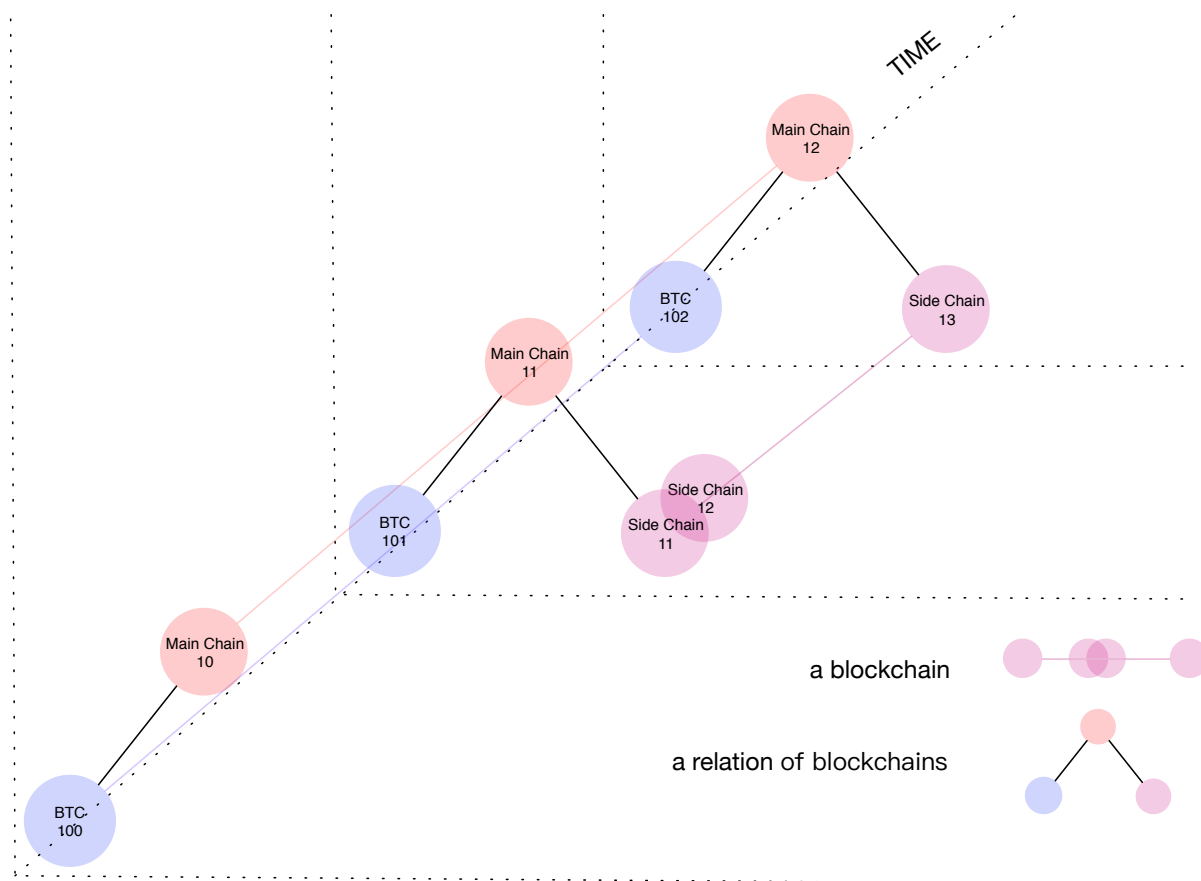 TIME
Main Chain
12
BTC
102
Side Chain
13
Main Chain
11
Side Chain
12
BTC
101
Side Chain
11
Main Chain
10
a blockchain
a relation of blockchains
BTC
100